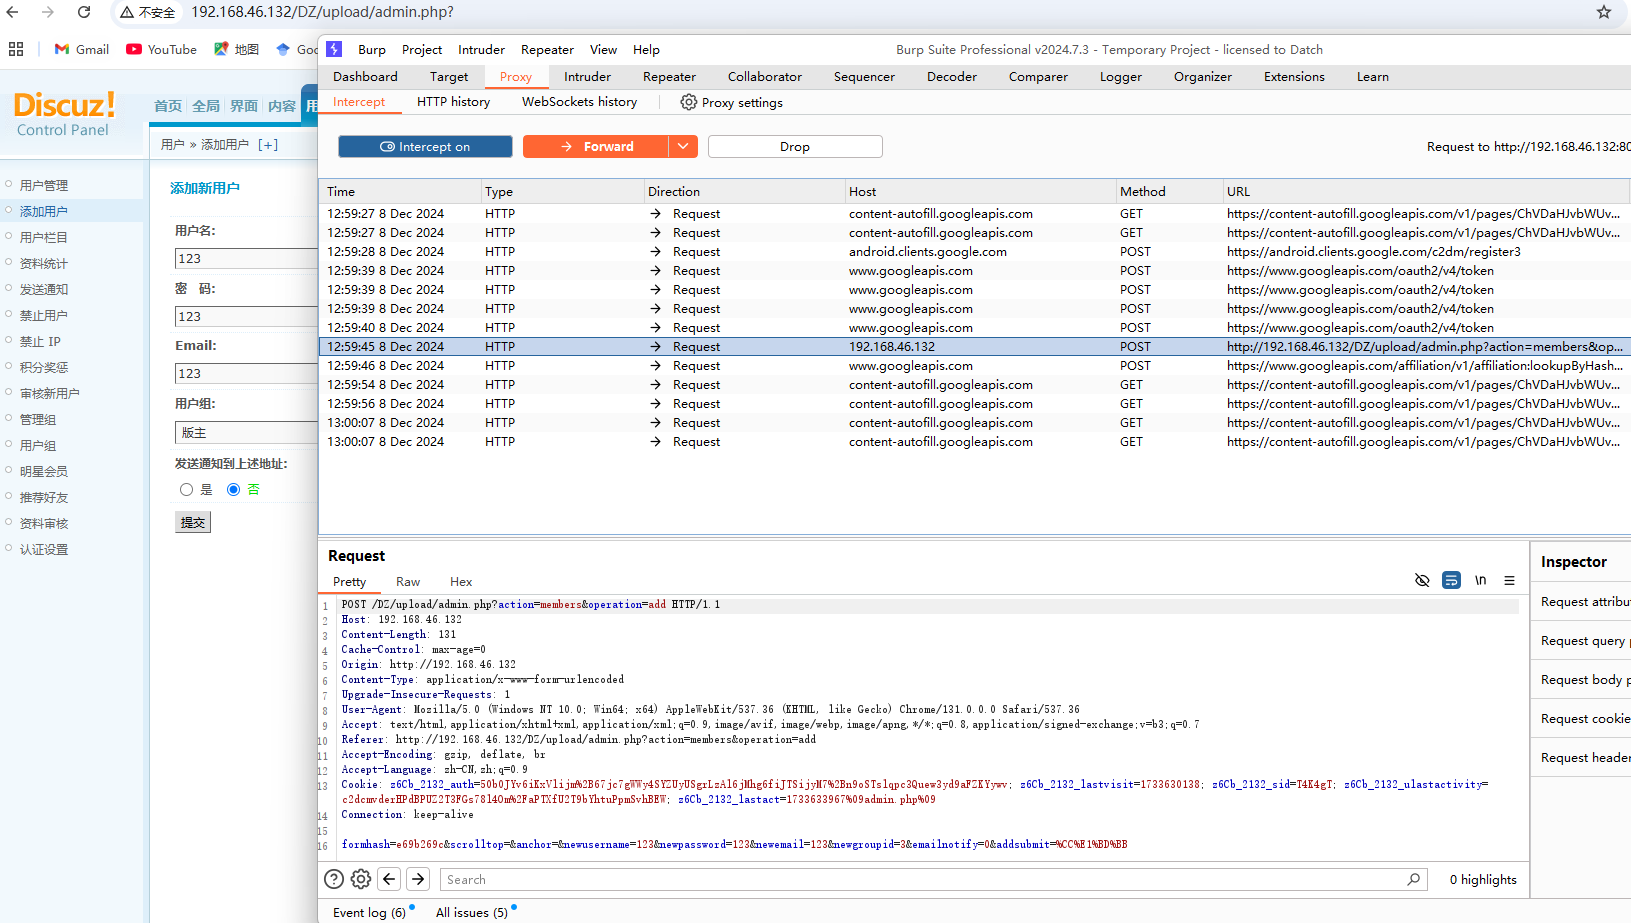 不安全 192.168.46.132/DZ/upload/admin.php?
Gmail YouTube 地图 Goo
Burp Project Intruder Repeater View Help Burp Suite Professional v2024.7.3 - Temporary Project - licensed to Datch
Dashboard Target Proxy Intruder Repeater Collaborator Sequencer Decoder Comparer Logger Organizer Extensions Learn
Intercept HTTP history WebSockets history Proxy settings
Discuz!
Control Panel
首页 全局 界面 内容 用
用户 » 添加用户 [+]
Intercept on Forward Drop Request to http://192.168.46.132:80
用户管理
添加用户
用户栏目
资料统计
发送通知
禁止用户
禁止 IP
积分奖惩
审核新用户
管理组
用户组
明星会员
推荐好友
资料审核
认证设置
添加新用户
用户名:
123
密 码:
123
Email:
123
用户组:
版主
发送通知到上述地址:
是 否
提交
Time Type Direction Host Method URL
12:59:27 8 Dec 2024 HTTP → Request content-autofill.googleapis.com GET https://content-autofill.googleapis.com/v1/pages/ChVDaHJvbWUv...
12:59:27 8 Dec 2024 HTTP → Request content-autofill.googleapis.com GET https://content-autofill.googleapis.com/v1/pages/ChVDaHJvbWUv...
12:59:28 8 Dec 2024 HTTP → Request android.clients.google.com POST https://android.clients.google.com/c2dm/register3
12:59:39 8 Dec 2024 HTTP → Request www.googleapis.com POST https://www.googleapis.com/oauth2/v4/token
12:59:39 8 Dec 2024 HTTP → Request www.googleapis.com POST https://www.googleapis.com/oauth2/v4/token
12:59:39 8 Dec 2024 HTTP → Request www.googleapis.com POST https://www.googleapis.com/oauth2/v4/token
12:59:40 8 Dec 2024 HTTP → Request www.googleapis.com POST https://www.googleapis.com/oauth2/v4/token
12:59:45 8 Dec 2024 HTTP → Request 192.168.46.132 POST http://192.168.46.132/DZ/upload/admin.php?action=members&op...
12:59:46 8 Dec 2024 HTTP → Request www.googleapis.com POST https://www.googleapis.com/affiliation/v1/affiliation:lookupByHash...
12:59:54 8 Dec 2024 HTTP → Request content-autofill.googleapis.com GET https://content-autofill.googleapis.com/v1/pages/ChVDaHJvbWUv...
12:59:56 8 Dec 2024 HTTP → Request content-autofill.googleapis.com GET https://content-autofill.googleapis.com/v1/pages/ChVDaHJvbWUv...
13:00:07 8 Dec 2024 HTTP → Request content-autofill.googleapis.com GET https://content-autofill.googleapis.com/v1/pages/ChVDaHJvbWUv...
13:00:07 8 Dec 2024 HTTP → Request content-autofill.googleapis.com GET https://content-autofill.googleapis.com/v1/pages/ChVDaHJvbWUv...
Request
Pretty Raw Hex \n
1 POST /DZ/upload/admin.php?action=members&operation=add HTTP/1.1
2 Host: 192.168.46.132
3 Content-Length: 131
4 Cache-Control: max-age=0
5 Origin: http://192.168.46.132
6 Content-Type: application/x-www-form-urlencoded
7 Upgrade-Insecure-Requests: 1
8 User-Agent: Mozilla/5.0 (Windows NT 10.0; Win64; x64) AppleWebKit/537.36 (KHTML, like Gecko) Chrome/131.0.0.0 Safari/537.36
9 Accept: text/html,application/xhtml+xml,application/xml;q=0.9,image/avif,image/webp,image/apng,*/*;q=0.8,application/signed-exchange;v=b3;q=0.7
10 Referer: http://192.168.46.132/DZ/upload/admin.php?action=members&operation=add
11 Accept-Encoding: gzip, deflate, br
12 Accept-Language: zh-CN,zh;q=0.9
13 Cookie: z6Cb_2132_auth= z6Cb_2132_lastvisit=1733630138; z6Cb_2132_sid=T4K4gT; z6Cb_2132_ulastactivity=
z6Cb_2132_lastact=1733633967%09admin.php%09
14 Connection: keep-alive
15
16 formhash=e69b269c&scrolltop=&anchor=&newusername=123&newpassword=123&newemail=123&newgroupid=3&emailnotify=0&addsubmit=%CC%E1%BD%BB
Inspector
Request attribu
Request query p
Request body p
Request cookie
Request header
Search 0 highlights
Event log (6) All issues (5)